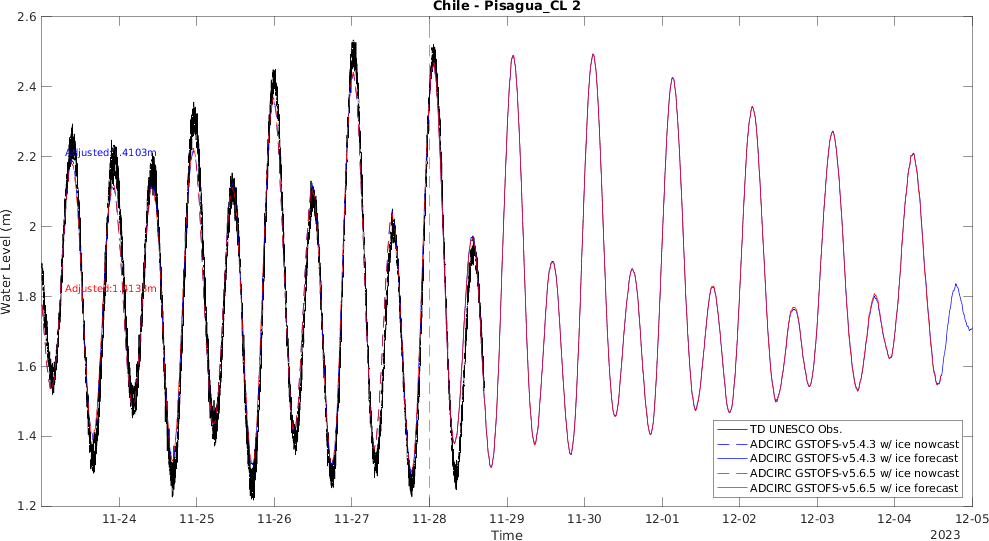 Chile - Pisagua_CL 2
2.6
2.4
2.2
2
1.8
1.6
1.4
1.2
Water Level (m)
Adjusted:1.4103m
Adjusted:1.4133m
TD UNESCO Obs.
ADCIRC GSTOFS-v5.4.3 w/ ice nowcast
ADCIRC GSTOFS-v5.4.3 w/ ice forecast
ADCIRC GSTOFS-v5.6.5 w/ ice nowcast
ADCIRC GSTOFS-v5.6.5 w/ ice forecast
11-24
11-25
11-26
11-27
11-28
11-29
11-30
12-01
12-02
12-03
12-04
12-05
Time
2023